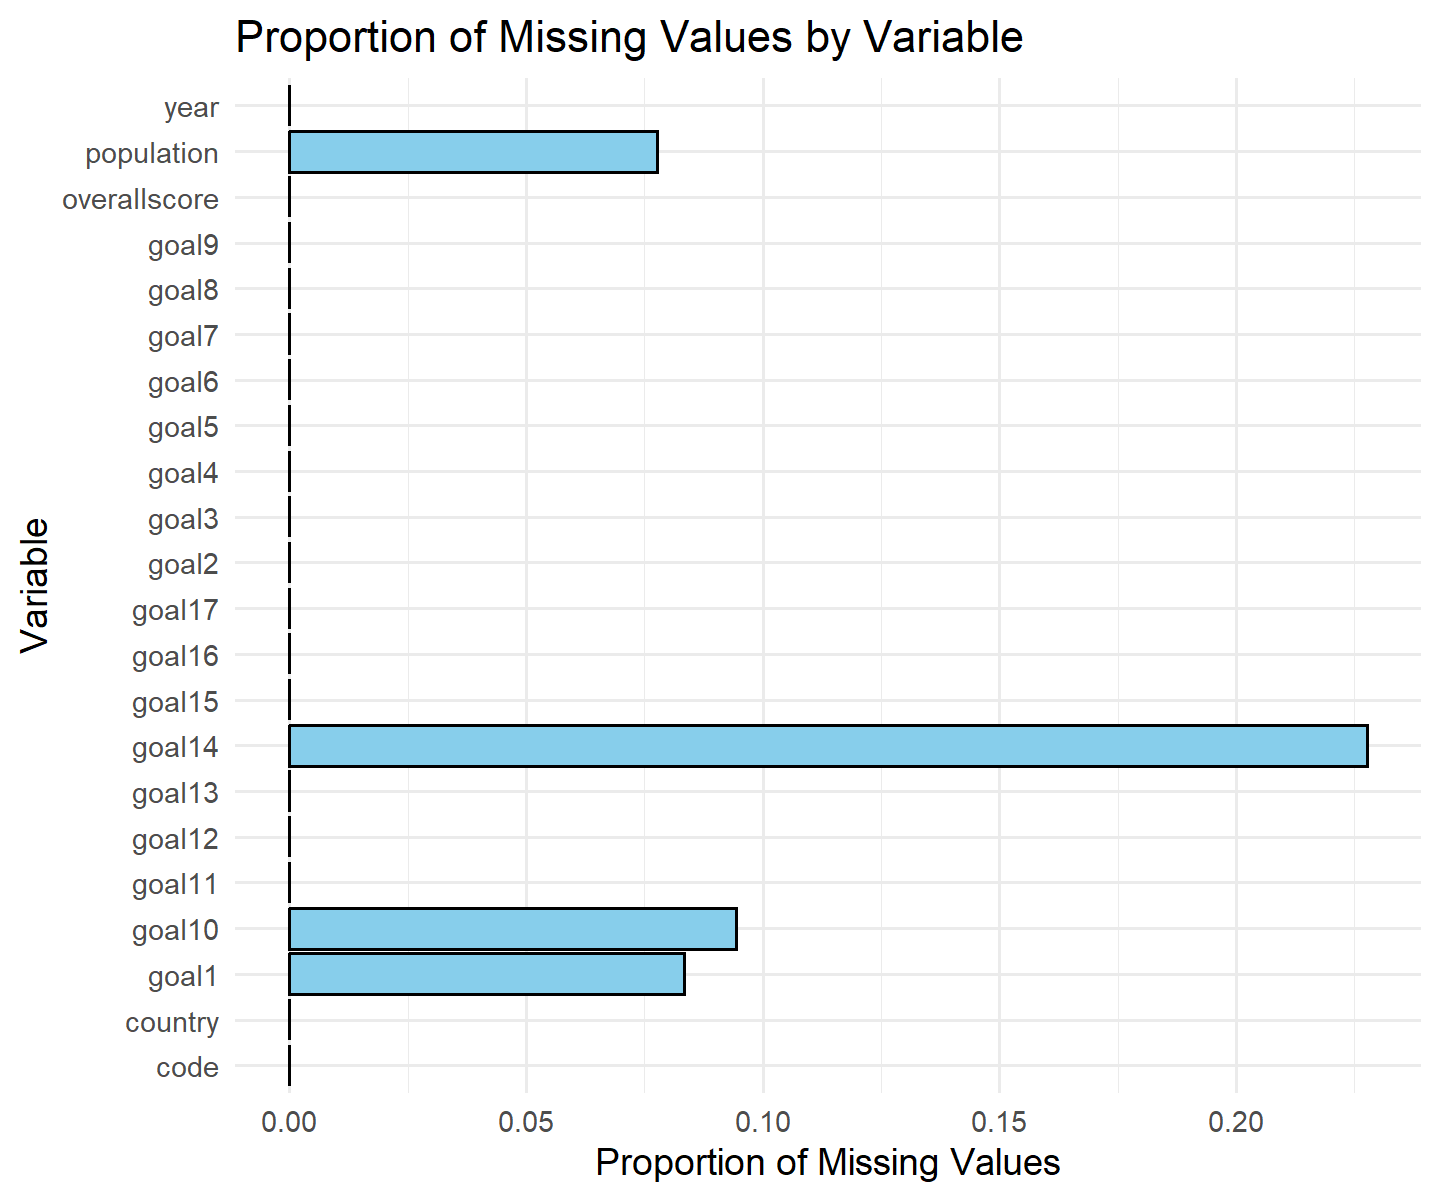 Proportion of Missing Values by Variable
year
population
overallscore
goal9
goal8
goal7
goal6
goal5
goal4
goal3
goal2
goal17
goal16
goal15
goal14
goal13
goal12
goal11
goal10
goal1
country
code
Variable
0.00 0.05 0.10 0.15 0.20
Proportion of Missing Values